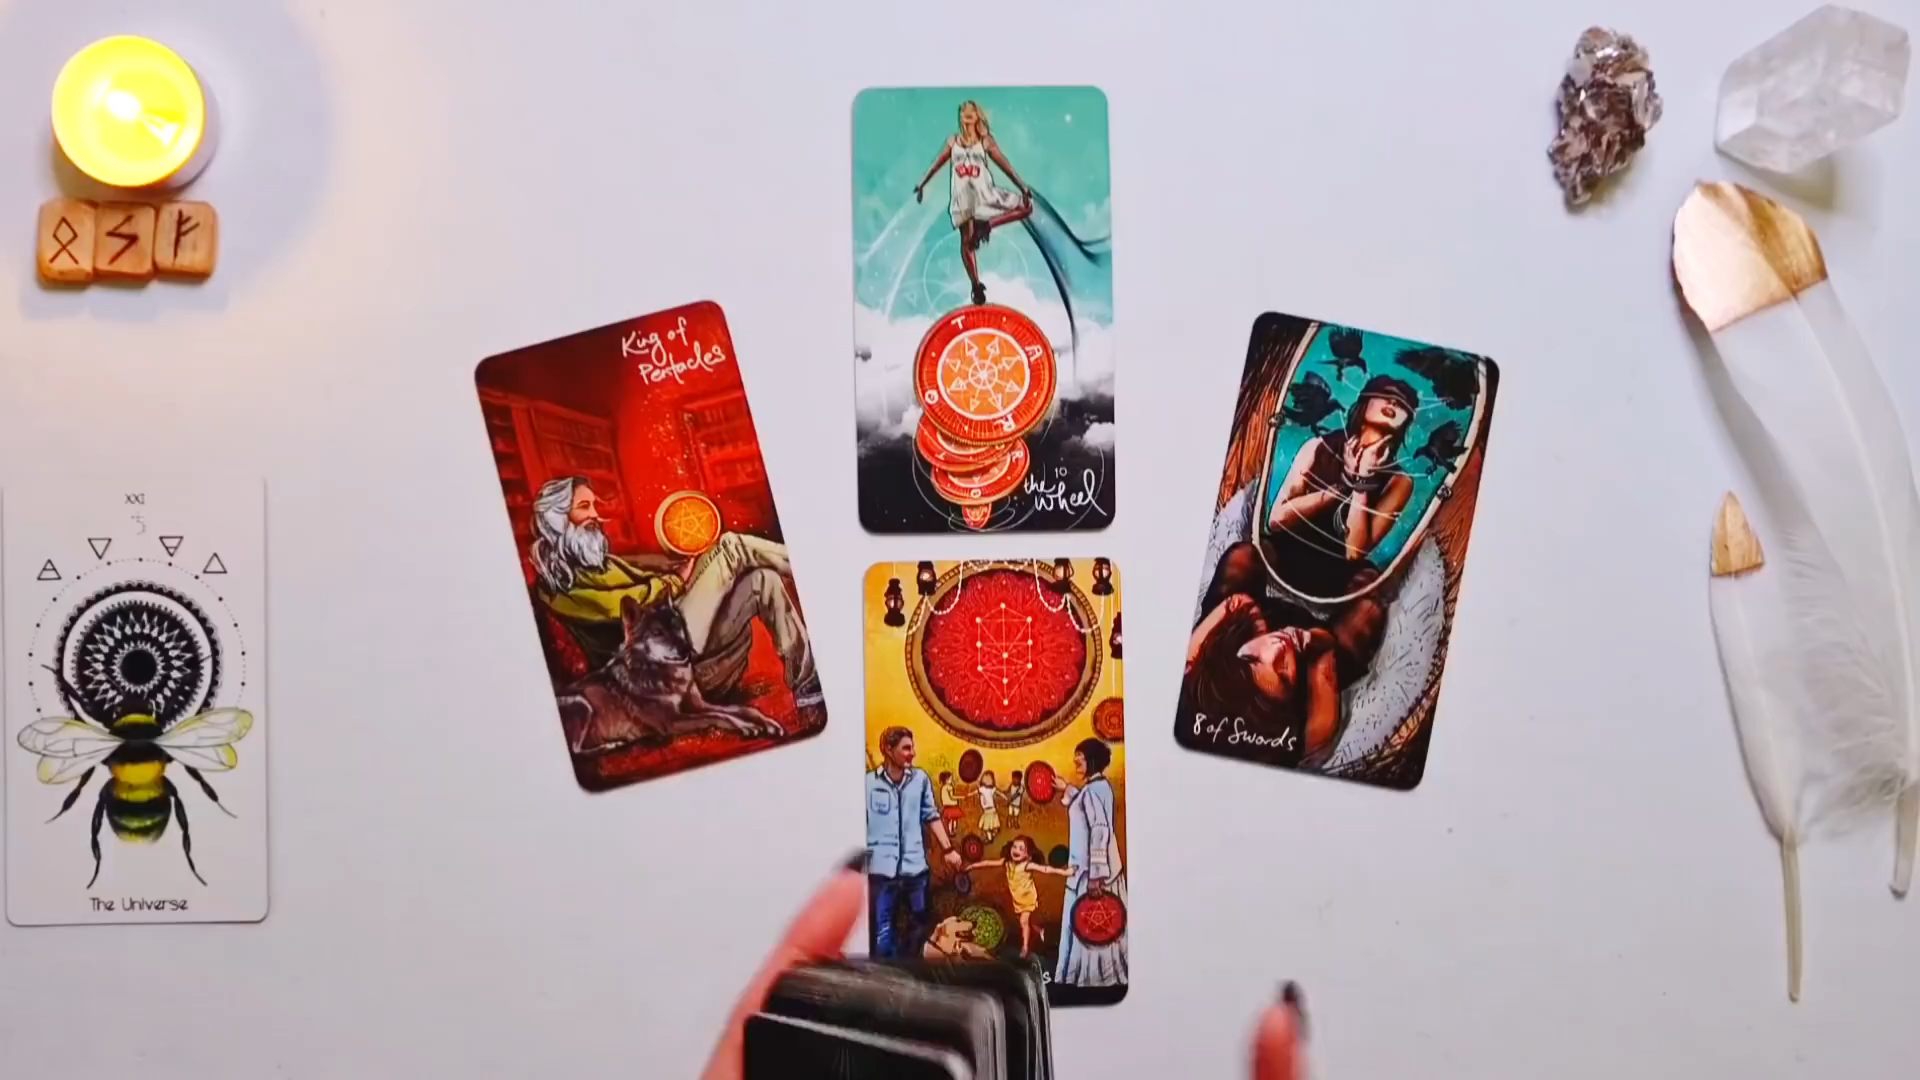 ᛟ ᛋ ᚠ
King of
Pentacles
T
A
R
O
10
the
Wheel
XXI
The Universe
8 of Swords
s